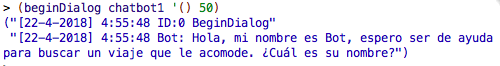 > (beginDialog chatbot1 '() 50)
("[22-4-2018] 4:55:48 ID:0 BeginDialog"
"[22-4-2018] 4:55:48 Bot: Hola, mi nombre es Bot, espero ser de ayuda
para buscar un viaje que le acomode. ¿Cuál es su nombre?")